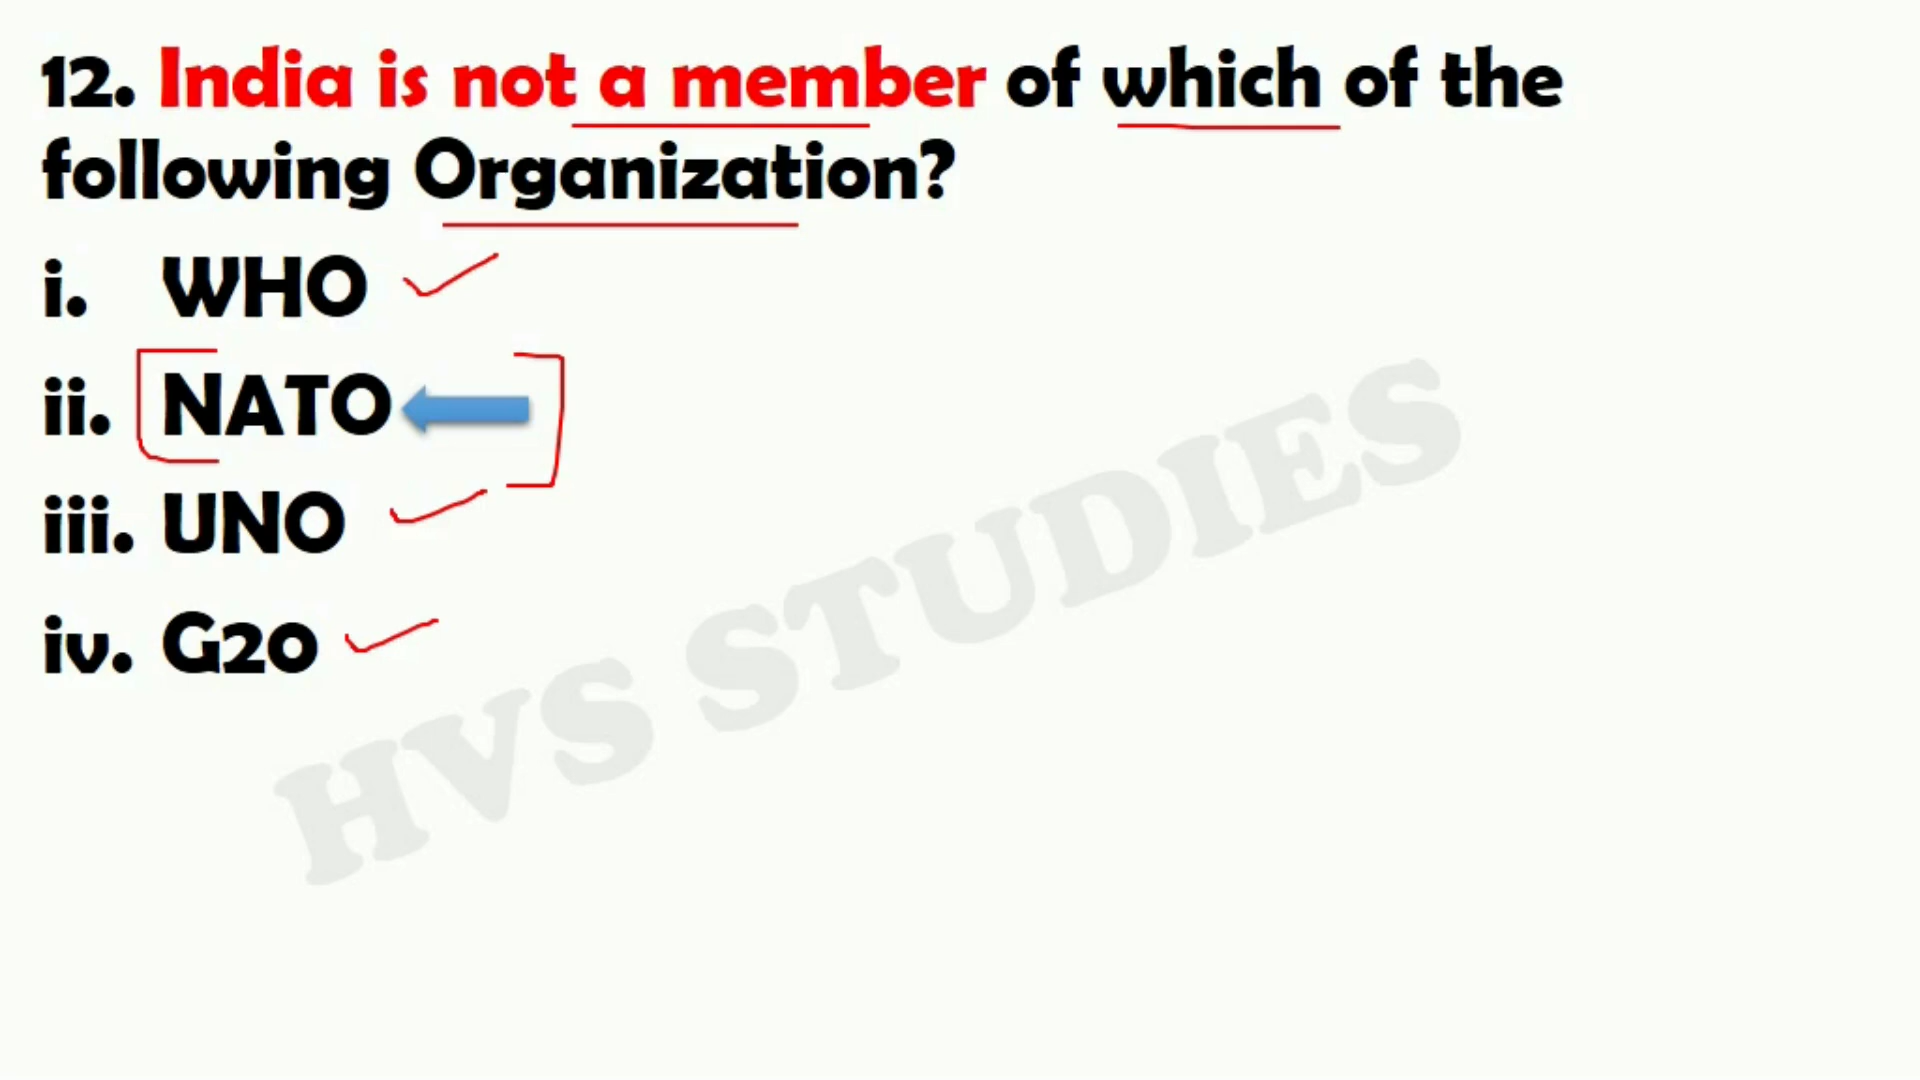 12. India is not a member of which of the
following Organization?
i. WHO
ii. NATO
iii. UNO
iv. G20
HVS STUDIES